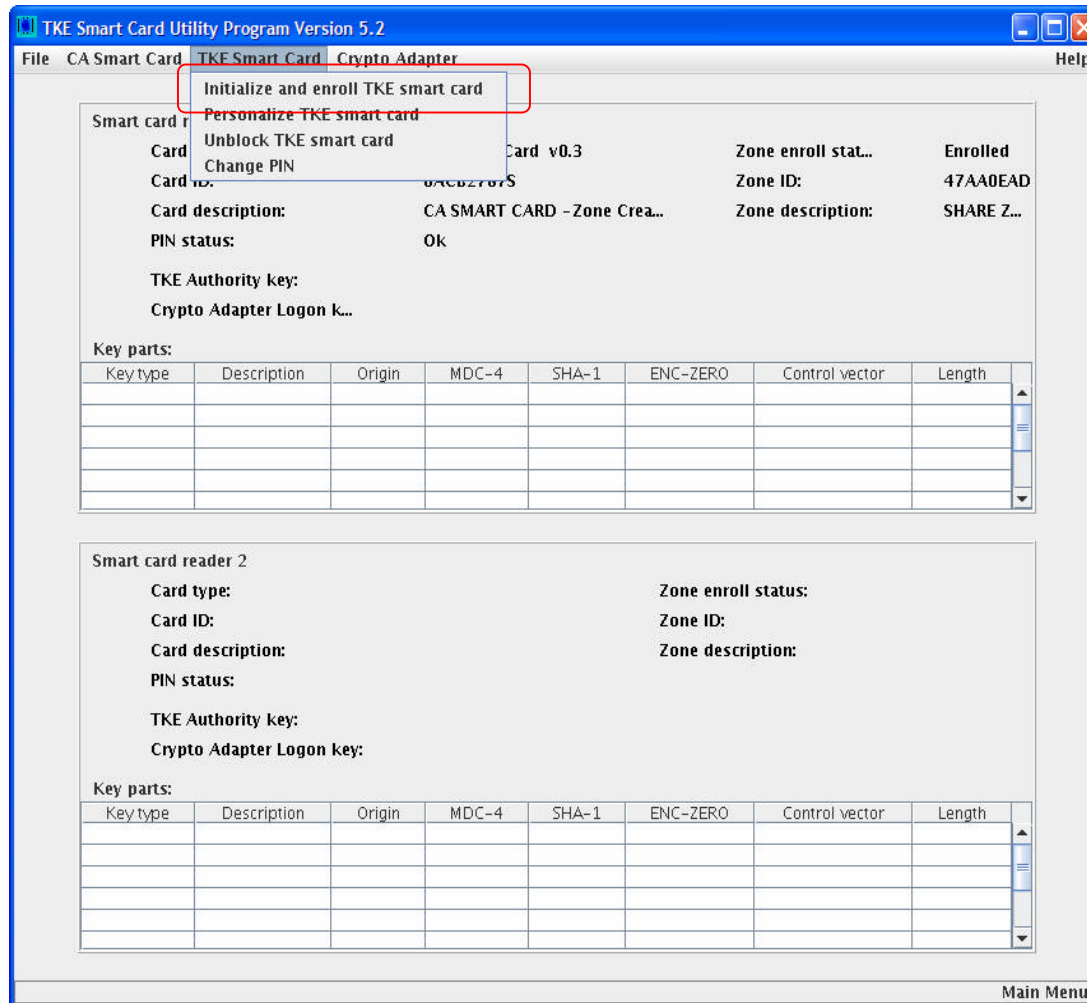 TKE Smart Card Utility Program Version 5.2
File CA Smart Card TKE Smart Card Crypto Adapter Help
Initialize and enroll TKE smart card
Personalize TKE smart card
Unblock TKE smart card
Change PIN
Smart card r
Card Card v0.3 Zone enroll stat... Enrolled
Card ID: Zone ID: 47AA0EAD
Card description: CA SMART CARD -Zone Crea... Zone description: SHARE Z...
PIN status: Ok
TKE Authority key:
Crypto Adapter Logon k...
Key parts:
Key type Description Origin MDC-4 SHA-1 ENC-ZERO Control vector Length
Smart card reader 2
Card type: Zone enroll status:
Card ID: Zone ID:
Card description: Zone description:
PIN status:
TKE Authority key:
Crypto Adapter Logon key:
Key parts:
Key type Description Origin MDC-4 SHA-1 ENC-ZERO Control vector Length
Main Menu